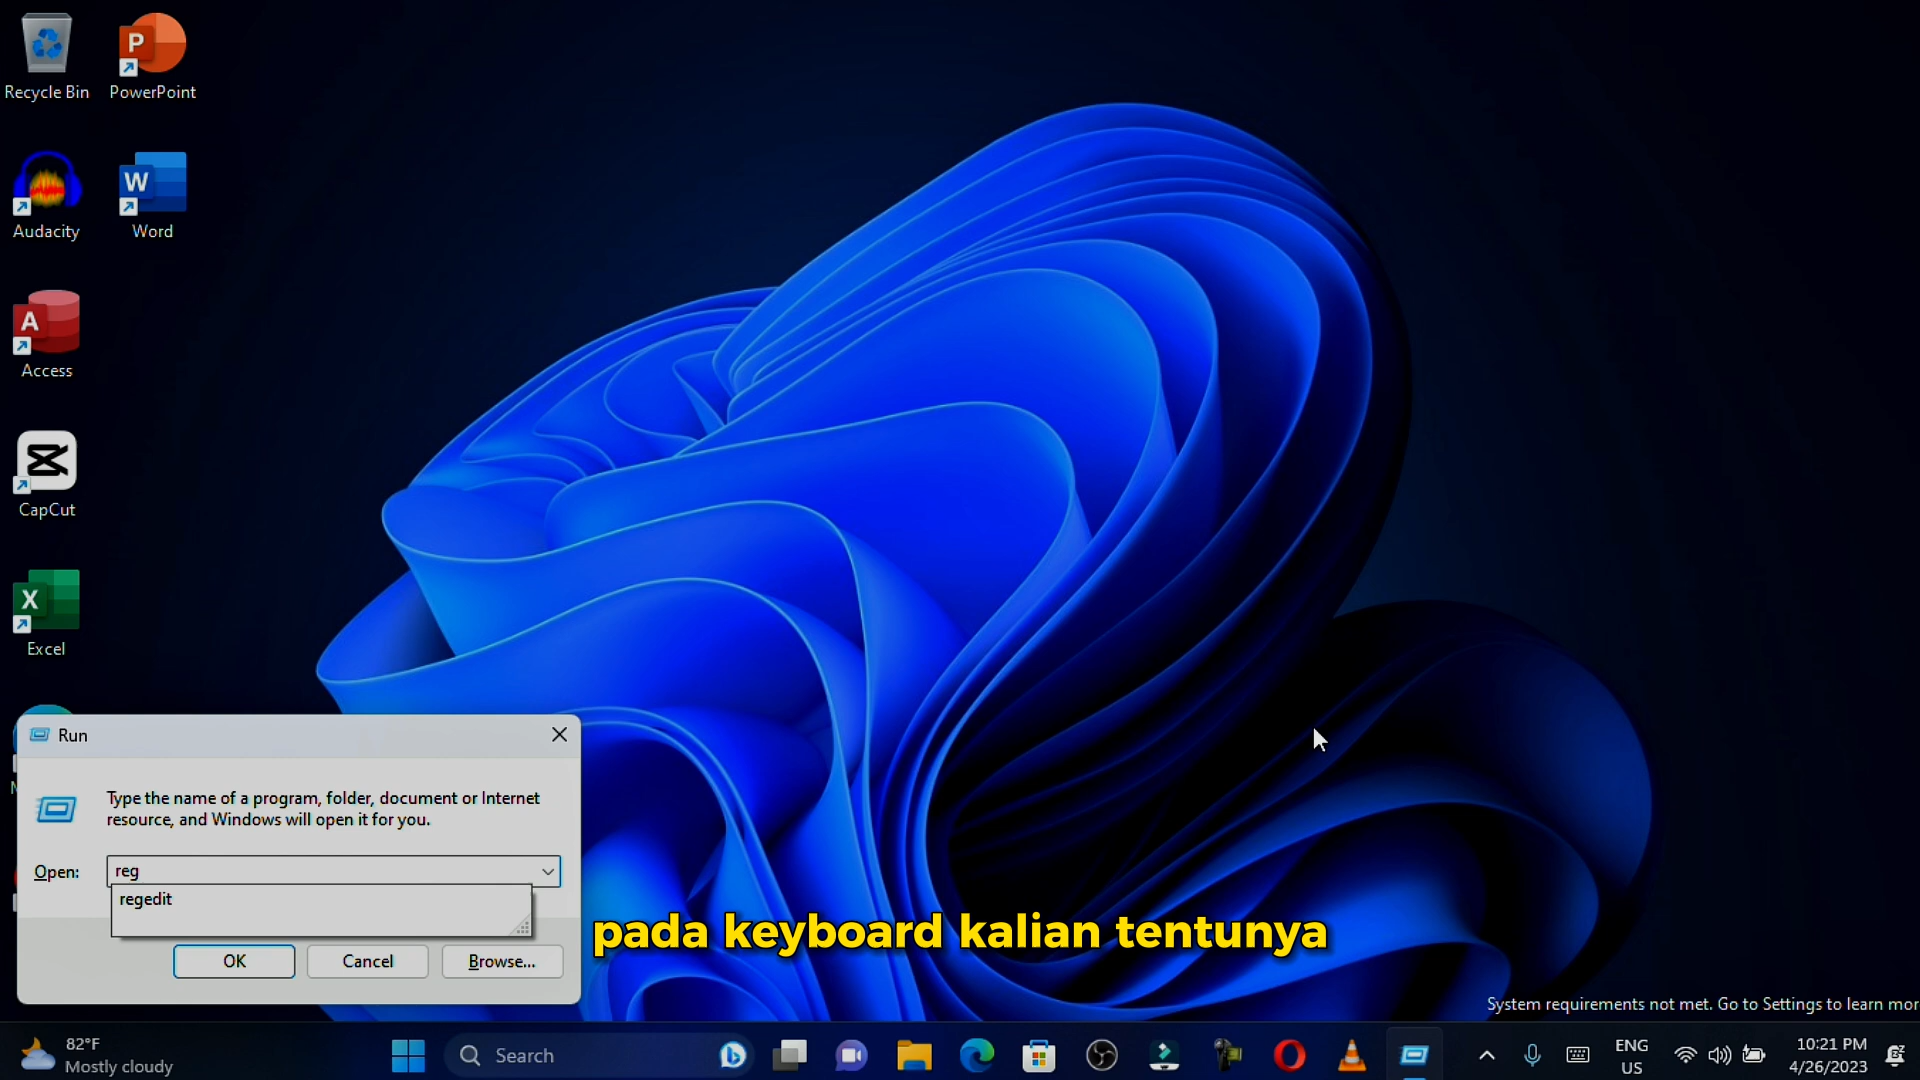 Recycle Bin
PowerPoint
Audacity
Word
Access
CapCut
Excel
Run
Type the name of a program, folder, document or Internet
resource, and Windows will open it for you.
Open:
reg
regedit
OK
Cancel
Browse...
pada keyboard kalian tentunya
System requirements not met. Go to Settings to learn mor
82°F
Mostly cloudy
Search
ENG
US
10:21 PM
4/26/2023